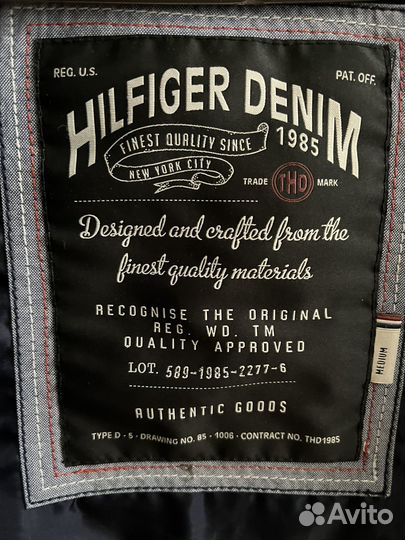 REG. U.S. PAT. OFF.
HILFIGER DENIM
FINEST QUALITY SINCE 1985
NEW YORK CITY
TRADE THD MARK
Designed and crafted from the
finest quality materials
RECOGNISE THE ORIGINAL
REG. WD. TM
QUALITY APPROVED
LOT. 589-1985-2277-6
MEDIUM
AUTHENTIC GOODS
TYPE D - 5 - DRAWING NO. 85 - 1006 - CONTRACT NO. THD1985
Avito